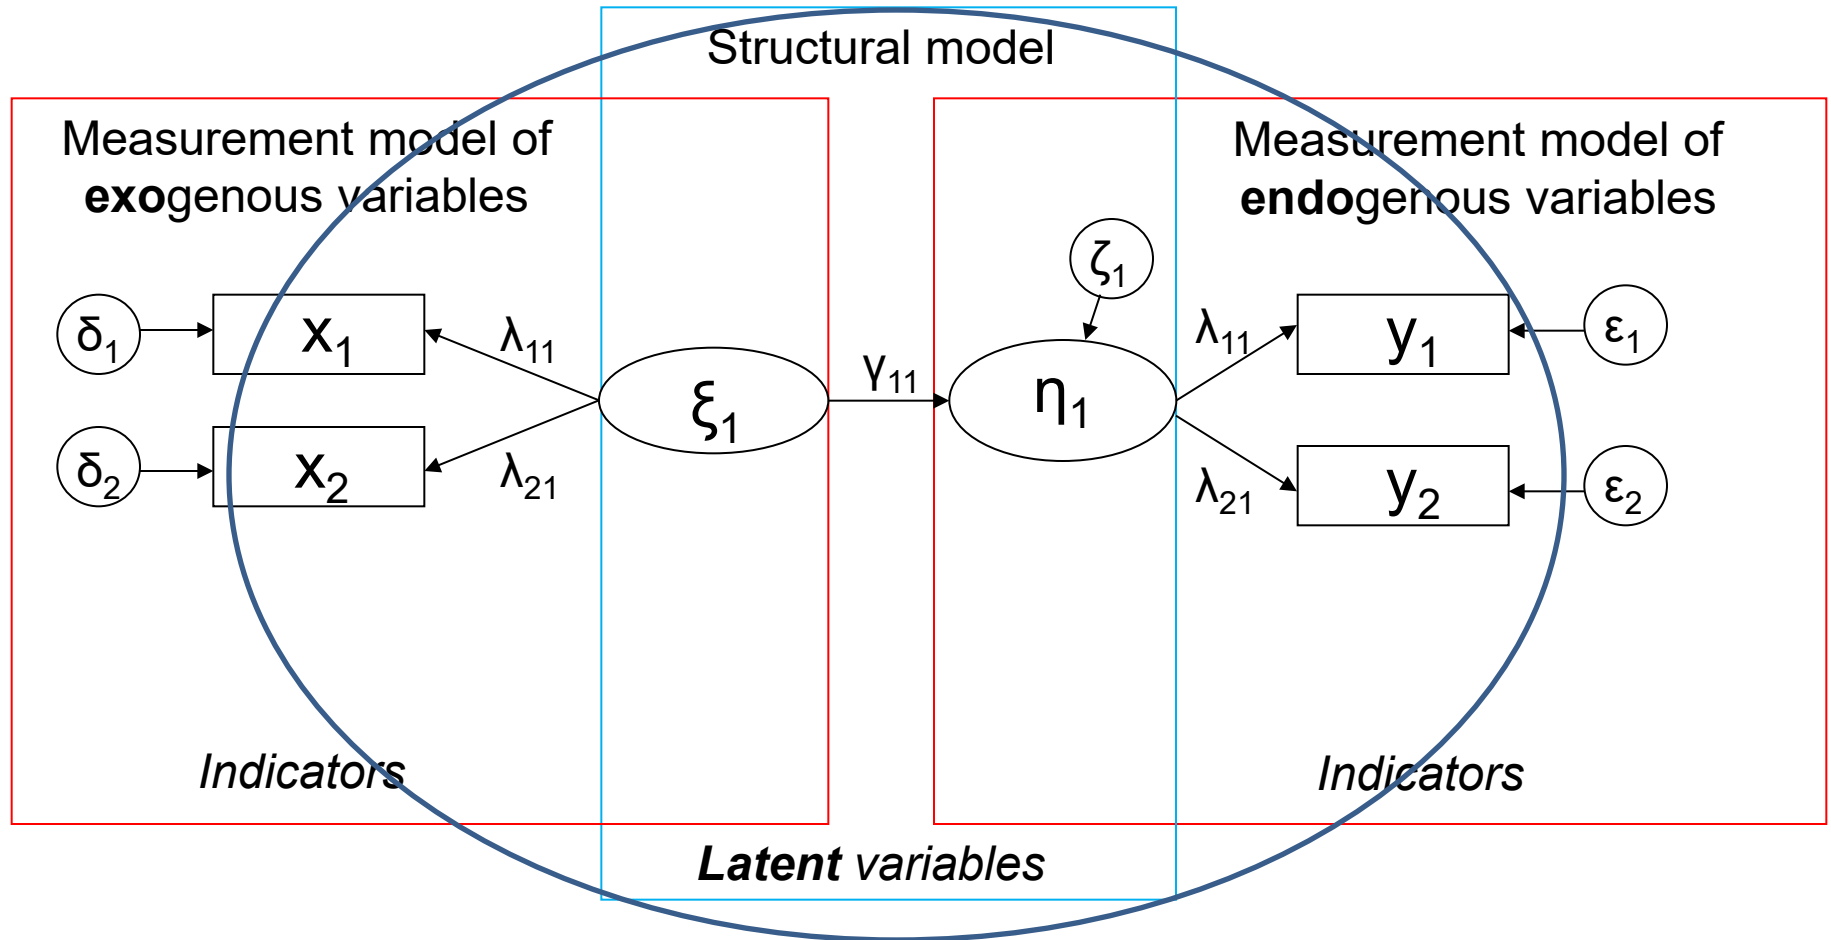 Structural model
Measurement model of
exogenous variables
Measurement model of
endogenous variables
ζ₁
δ₁
x₁
λ₁₁
γ₁₁
λ₁₁
y₁
ε₁
ξ₁
η₁
δ₂
x₂
λ₂₁
λ₂₁
y₂
ε₂
Indicators
Indicators
Latent variables